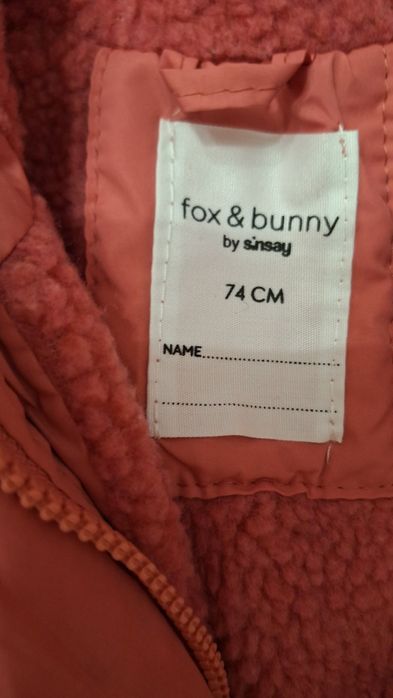 fox & bunny
by sinsay
74 CM
NAME................................
..........................................